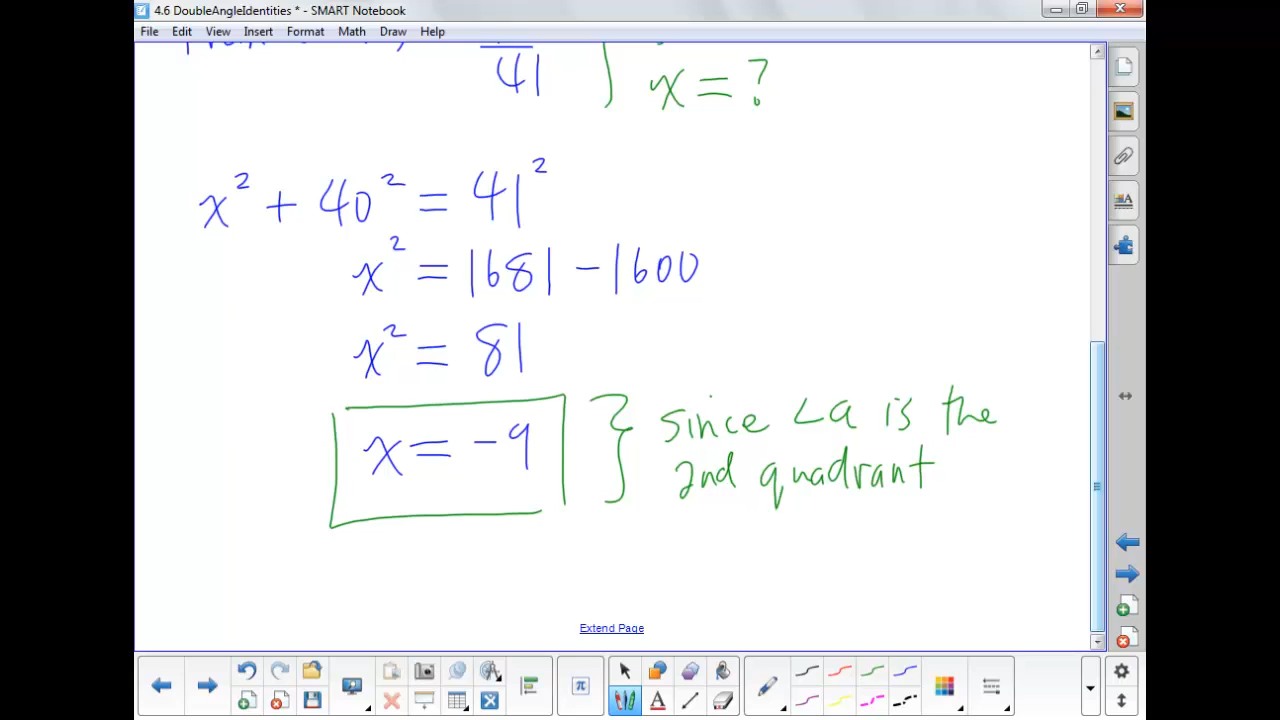 4.6 DoubleAngleIdentities * - SMART Notebook
File Edit View Insert Format Math Draw Help
41
x = ?
x² + 40² = 41²
x² = 1681 - 1600
x² = 81
x = -9 } since ∠a is the
2nd quadrant
Extend Page
π
A